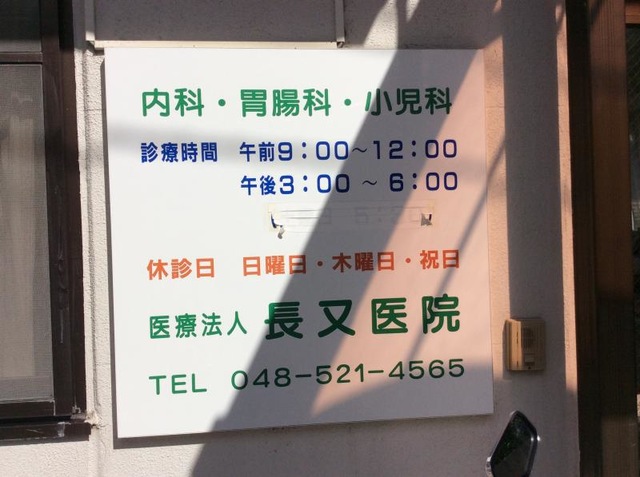 内科・胃腸科・小児科
診療時間 午前9：00～12：00
午後3：00～6：00
休診日 日曜日・木曜日・祝日
医療法人 長又医院
TEL 048-521-4565